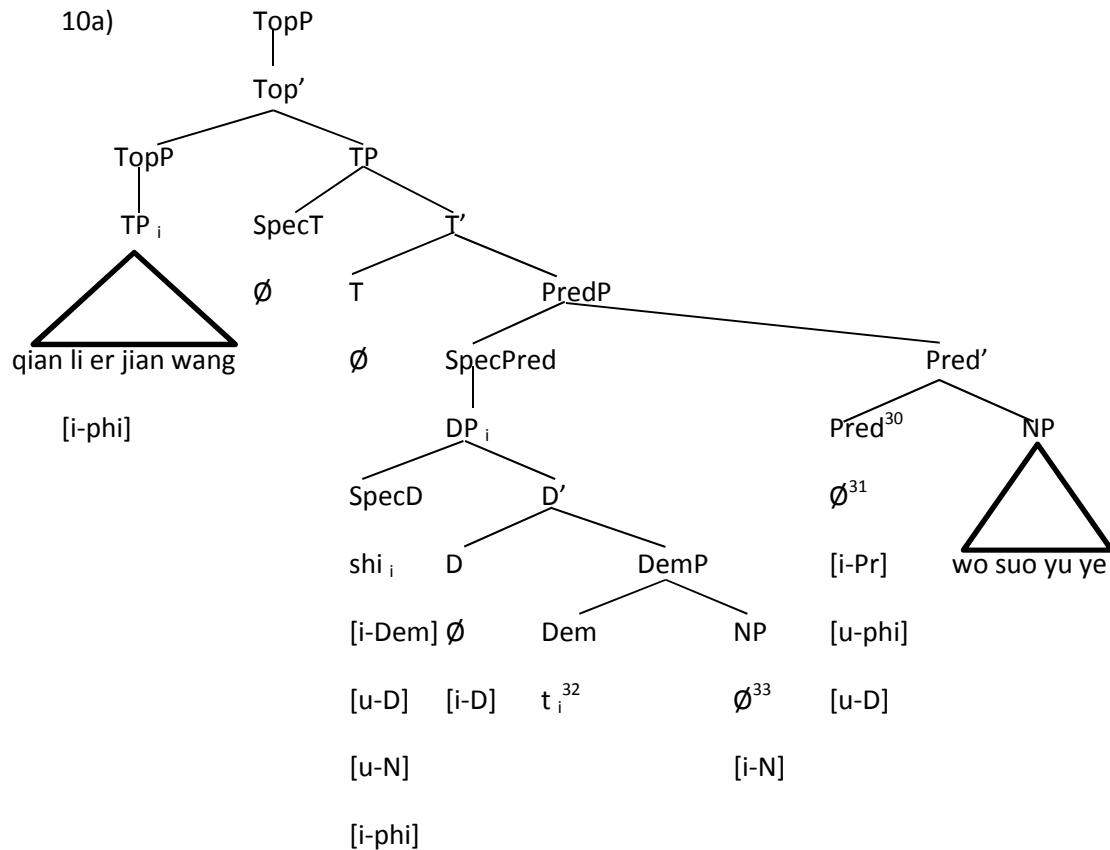 10a) TopP
Top’
TopP TP
TP i SpecT T’
Ø T PredP
qian li er jian wang Ø SpecPred Pred’
[i-phi] DP i Pred30 NP
SpecD D’ Ø31
shi i D DemP [i-Pr] wo suo yu ye
[i-Dem] Ø Dem NP [u-phi]
[u-D] [i-D] t i32 Ø33 [u-D]
[u-N] [i-N]
[i-phi]